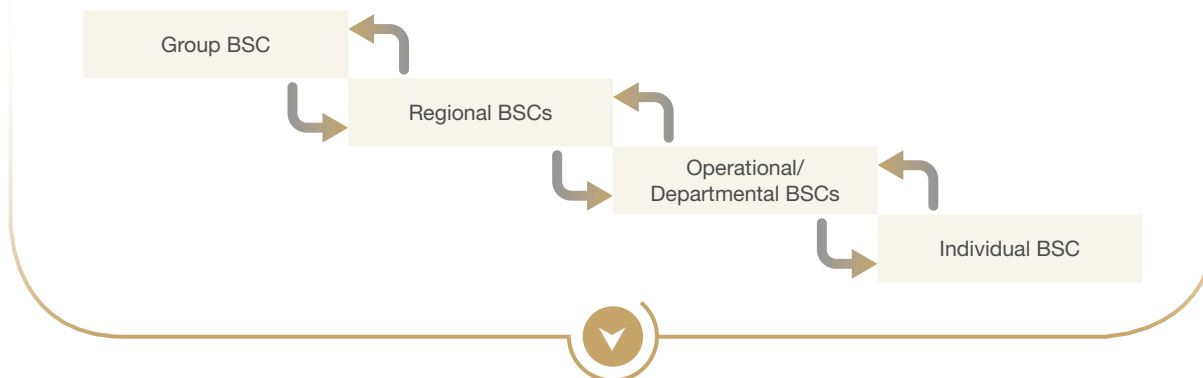 Group BSC
Regional BSCs
Operational/
Departmental BSCs
Individual BSC